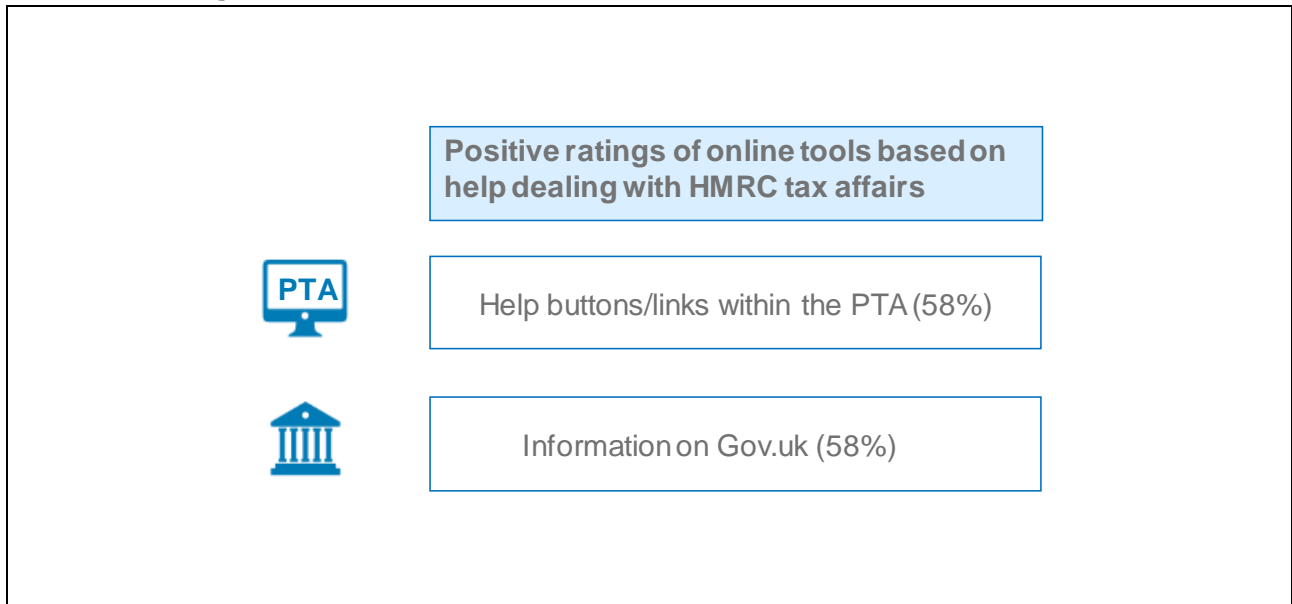 Positive ratings of online tools based on
help dealing with HMRC tax affairs
PTA
Help buttons/links within the PTA (58%)
Information on Gov.uk (58%)